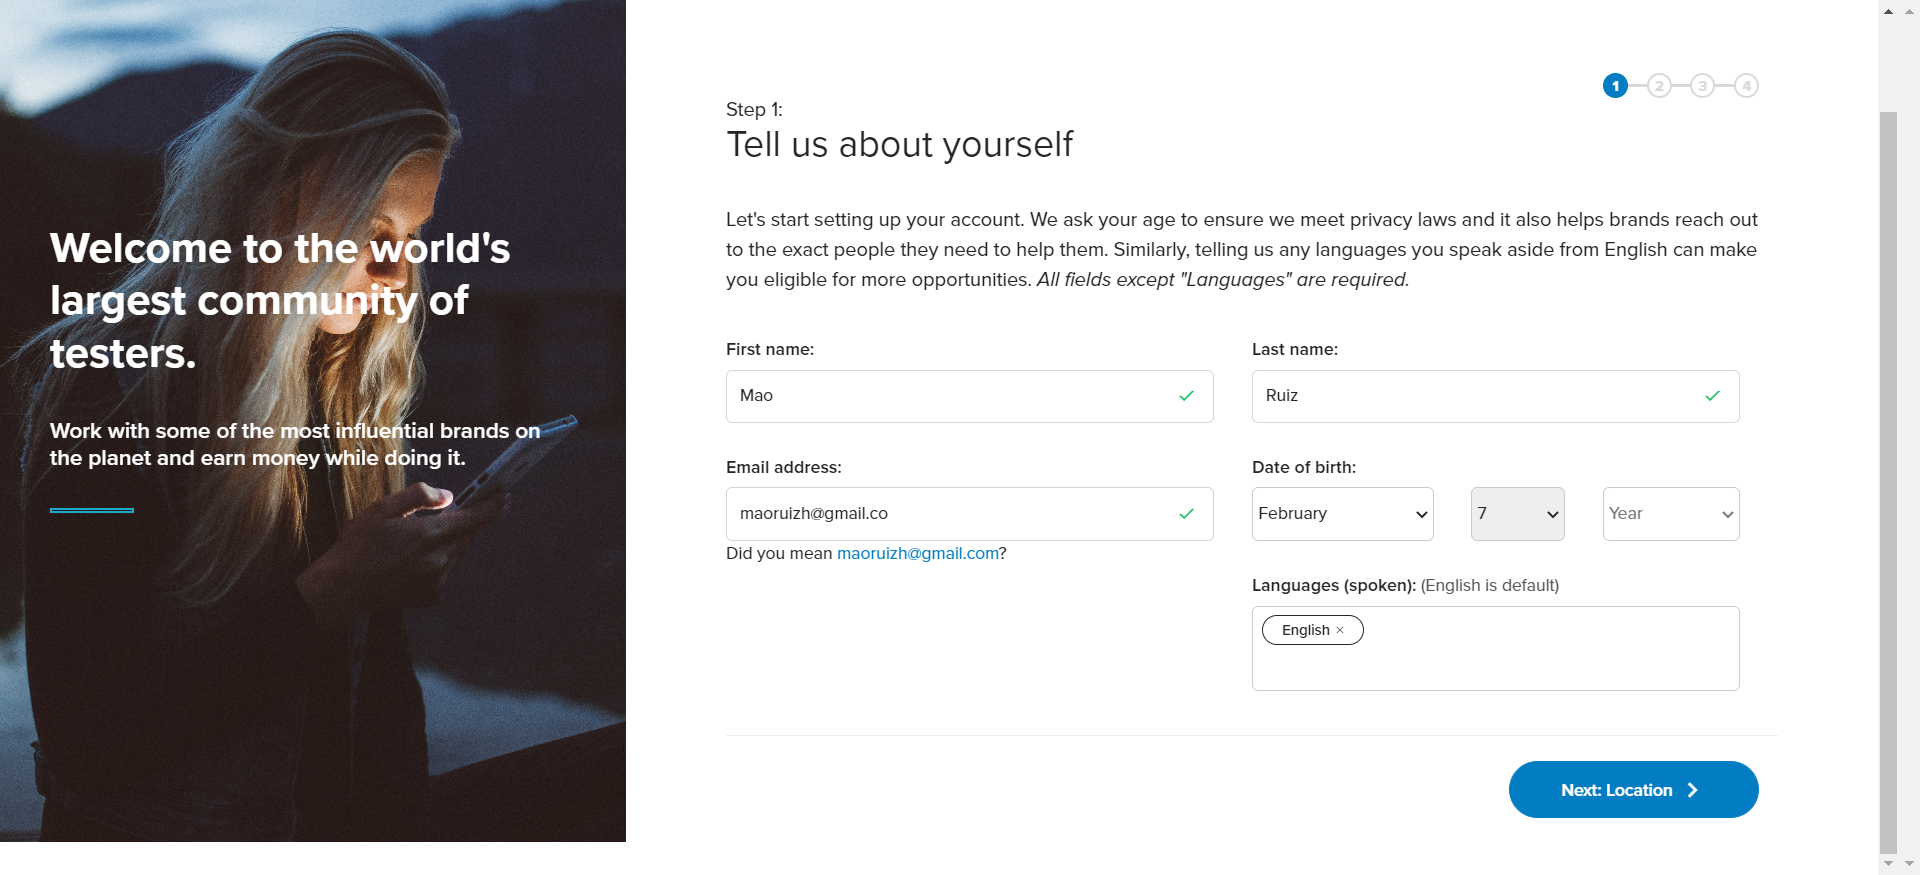 Welcome to the world's
largest community of
testers.
Work with some of the most influential brands on
the planet and earn money while doing it.
1 2 3 4
Step 1:
Tell us about yourself
Let's start setting up your account. We ask your age to ensure we meet privacy laws and it also helps brands reach out
to the exact people they need to help them. Similarly, telling us any languages you speak aside from English can make
you eligible for more opportunities. All fields except "Languages" are required.
First name:
Mao
Last name:
Ruiz
Email address:
maoruizh@gmail.co
Did you mean maoruizh@gmail.com?
Date of birth:
February 7 Year
Languages (spoken): (English is default)
English ×
Next: Location